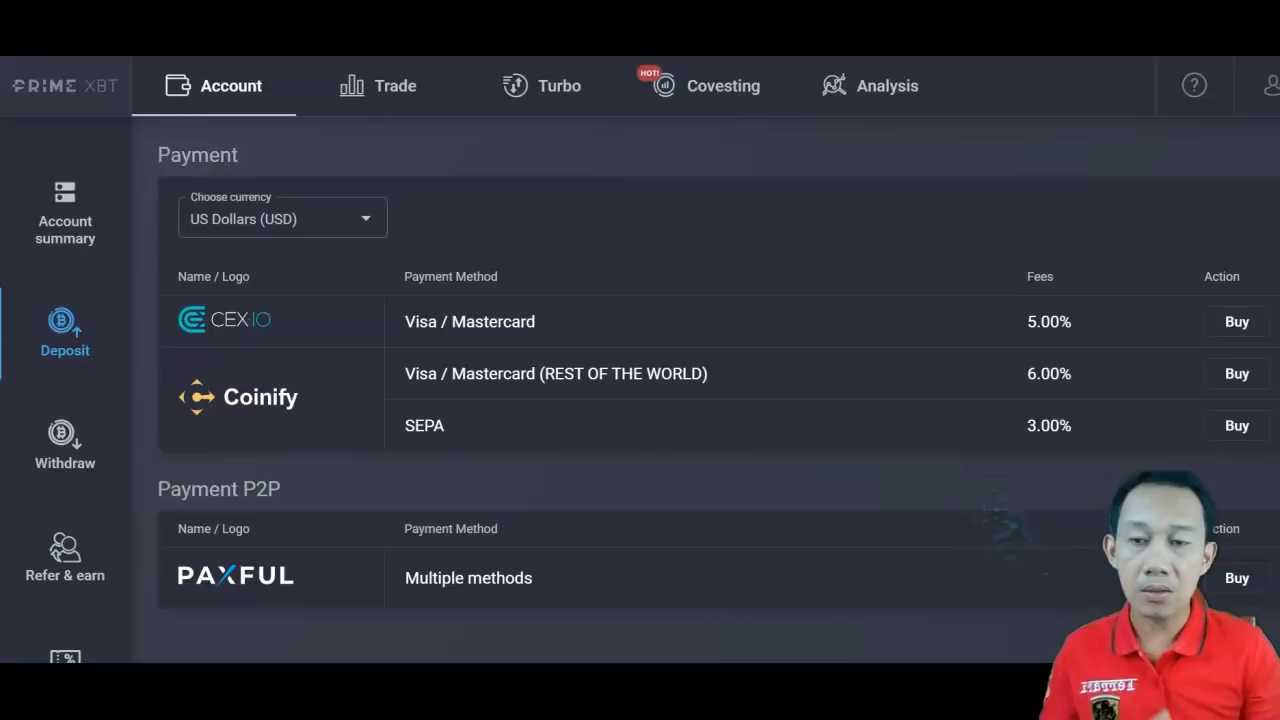 PRIME XBT
Account
Trade
Turbo
HOT!
Covesting
Analysis
?
Account
summary
Deposit
Withdraw
Refer & earn
Payment
Choose currency
US Dollars (USD)
Name / Logo Payment Method Fees Action
CEX·IO Visa / Mastercard 5.00% Buy
Coinify
Visa / Mastercard (REST OF THE WORLD) 6.00% Buy
SEPA 3.00% Buy
Payment P2P
Name / Logo Payment Method ction
PAXFUL Multiple methods Buy